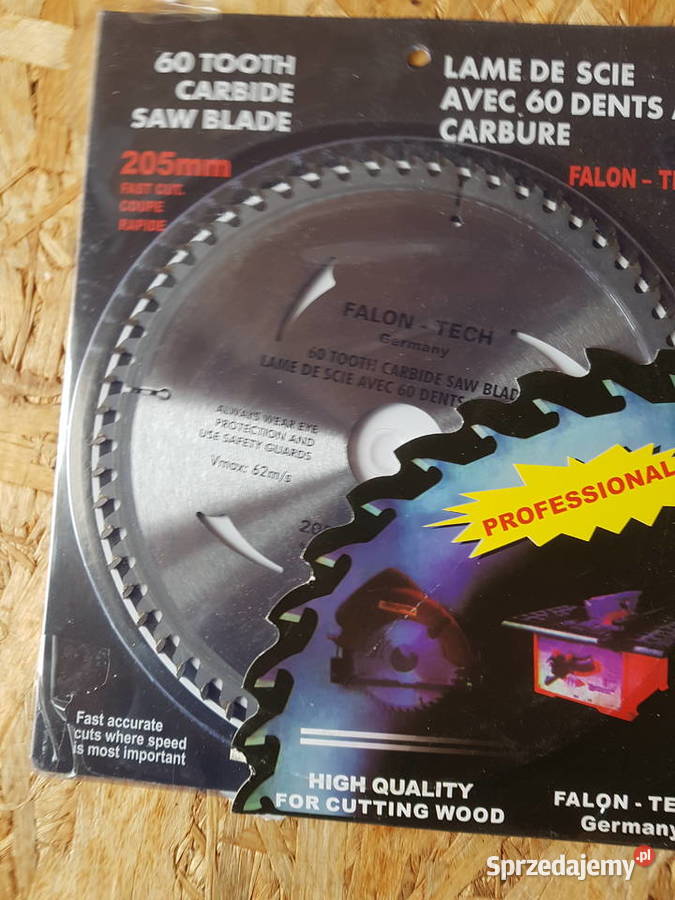 60 TOOTH
CARBIDE
SAW BLADE
205mm
FAST CUT.
COUPE
RAPIDE
LAME DE SCIE
AVEC 60 DENTS
CARBURE
FALON - T
FALON - TECH
Germany
60 TOOTH CARBIDE SAW BLAD
LAME DE SCIE AVEC 60 DENTS
ALWAYS WEAR EYE
PROTECTION AND
USE SAFETY GUARDS
Vmax: 62m/s
PROFESSIONAL
Fast accurate
cuts where speed
is most important
HIGH QUALITY
FOR CUTTING WOOD
FALON - TE
Germany
Sprzedajemy.pl